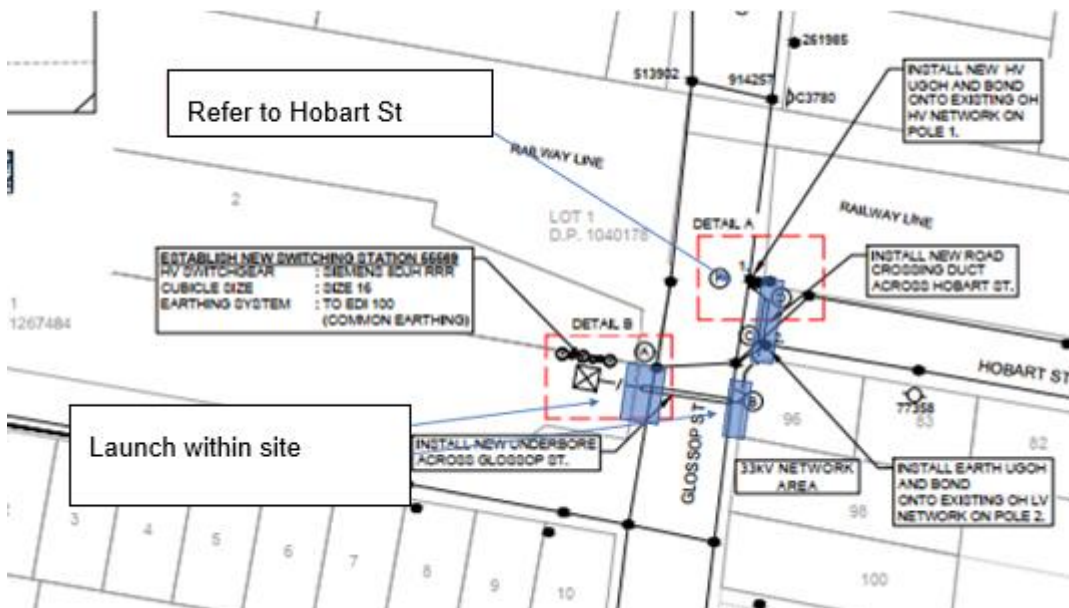 261985
513902
914257
C3780
INSTALL NEW HV
UGOH AND BOND
ONTO EXISTING OH
HV NETWORK ON
POLE 1.
Refer to Hobart St
RAILWAY LINE
2
LOT 1
D.P. 1040178
DETAIL A
RAILWAY LINE
1.
INSTALL NEW ROAD
CROSSING DUCT
ACROSS HOBART ST.
ESTABLISH NEW SWITCHING STATION 55569
HV SWITCHGEAR : SIEMENS 8DJH RRR
CUBICLE SIZE : SIZE 16
EARTHING SYSTEM : TO EDI 100
(COMMON EARTHING)
1
1267484
DETAIL B
A
C
2.
HOBART ST
B
77358
Launch within site
INSTALL NEW UNDERBORE
ACROSS GLOSSOP ST.
GLOSSOP ST
96
83
82
33kV NETWORK
AREA
INSTALL EARTH UGOH
AND BOND
ONTO EXISTING OH LV
NETWORK ON POLE 2.
98
3
4
5
6
7
8
9
10
100